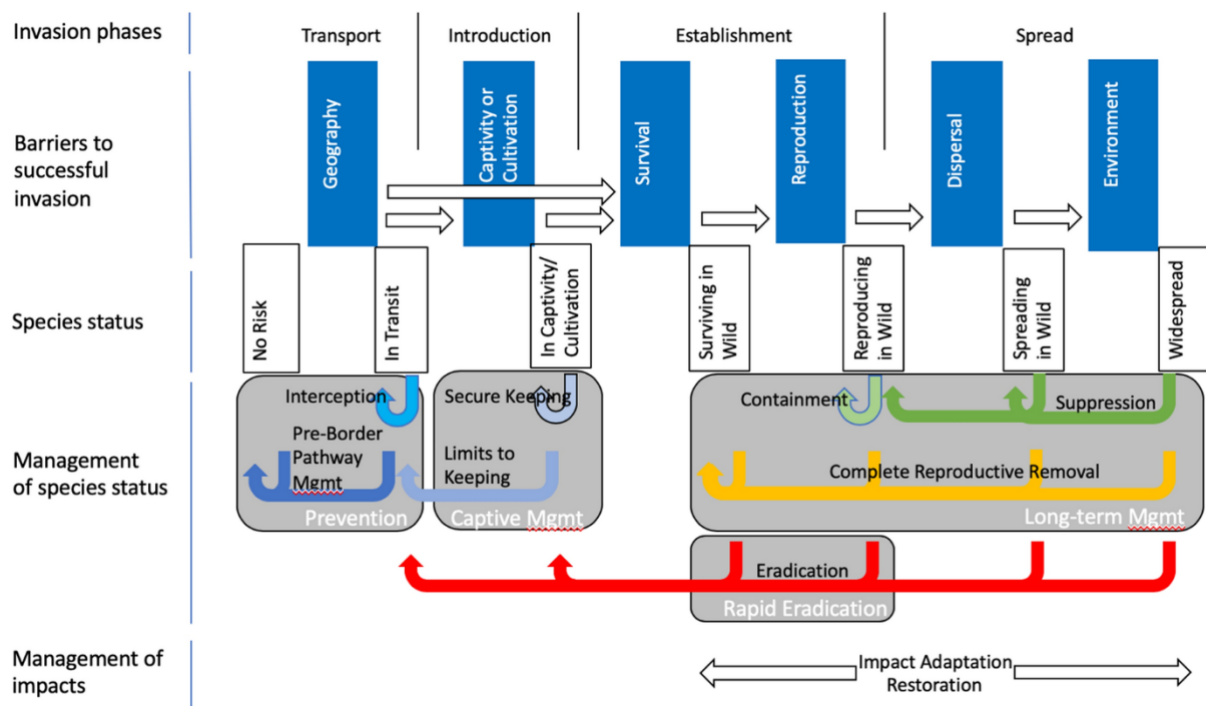 Invasion phases
Transport
Introduction
Establishment
Spread
Barriers to
successful
invasion
Geography
Captivity or
Cultivation
Survival
Reproduction
Dispersal
Environment
Species status
No Risk
In Transit
In Captivity/
Cultivation
Surviving in
Wild
Reproducing
in Wild
Spreading
in Wild
Widespread
Management
of species status
Interception
Pre-Border
Pathway
Mgmt
Prevention
Secure Keeping
Limits to
Keeping
Captive Mgmt
Containment
Suppression
Complete Reproductive Removal
Long-term Mgmt
Eradication
Rapid Eradication
Management of
impacts
Impact Adaptation
Restoration